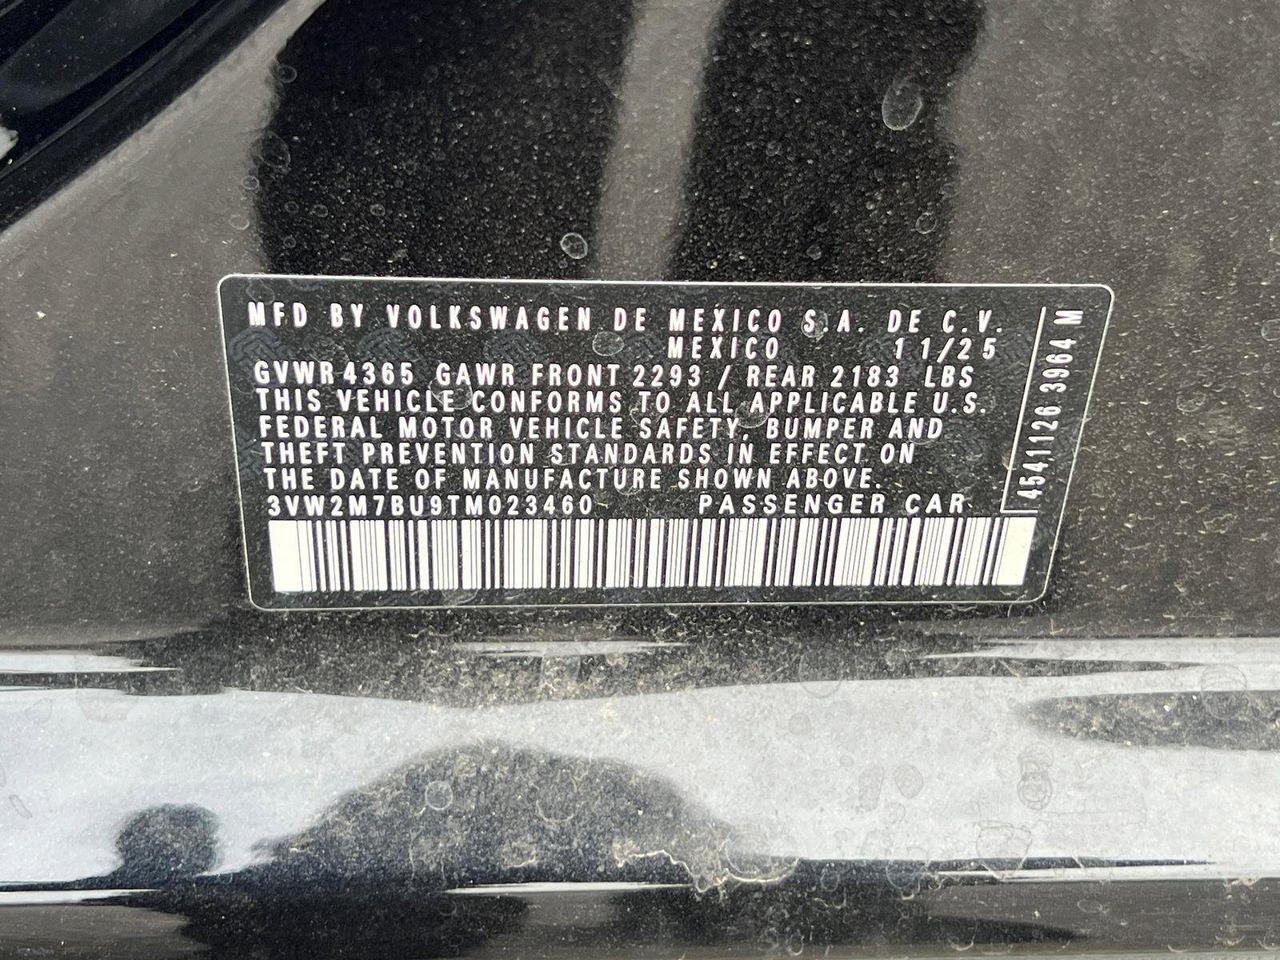 MFD BY VOLKSWAGEN DE MEXICO S.A. DE C.V.
MEXICO 11/25
GVWR 4365 GAWR FRONT 2293 / REAR 2183 LBS
THIS VEHICLE CONFORMS TO ALL APPLICABLE U.S.
FEDERAL MOTOR VEHICLE SAFETY, BUMPER AND
THEFT PREVENTION STANDARDS IN EFFECT ON
THE DATE OF MANUFACTURE SHOWN ABOVE.
3VW2M7BU9TM023460 PASSENGER CAR
4541126 3964 M